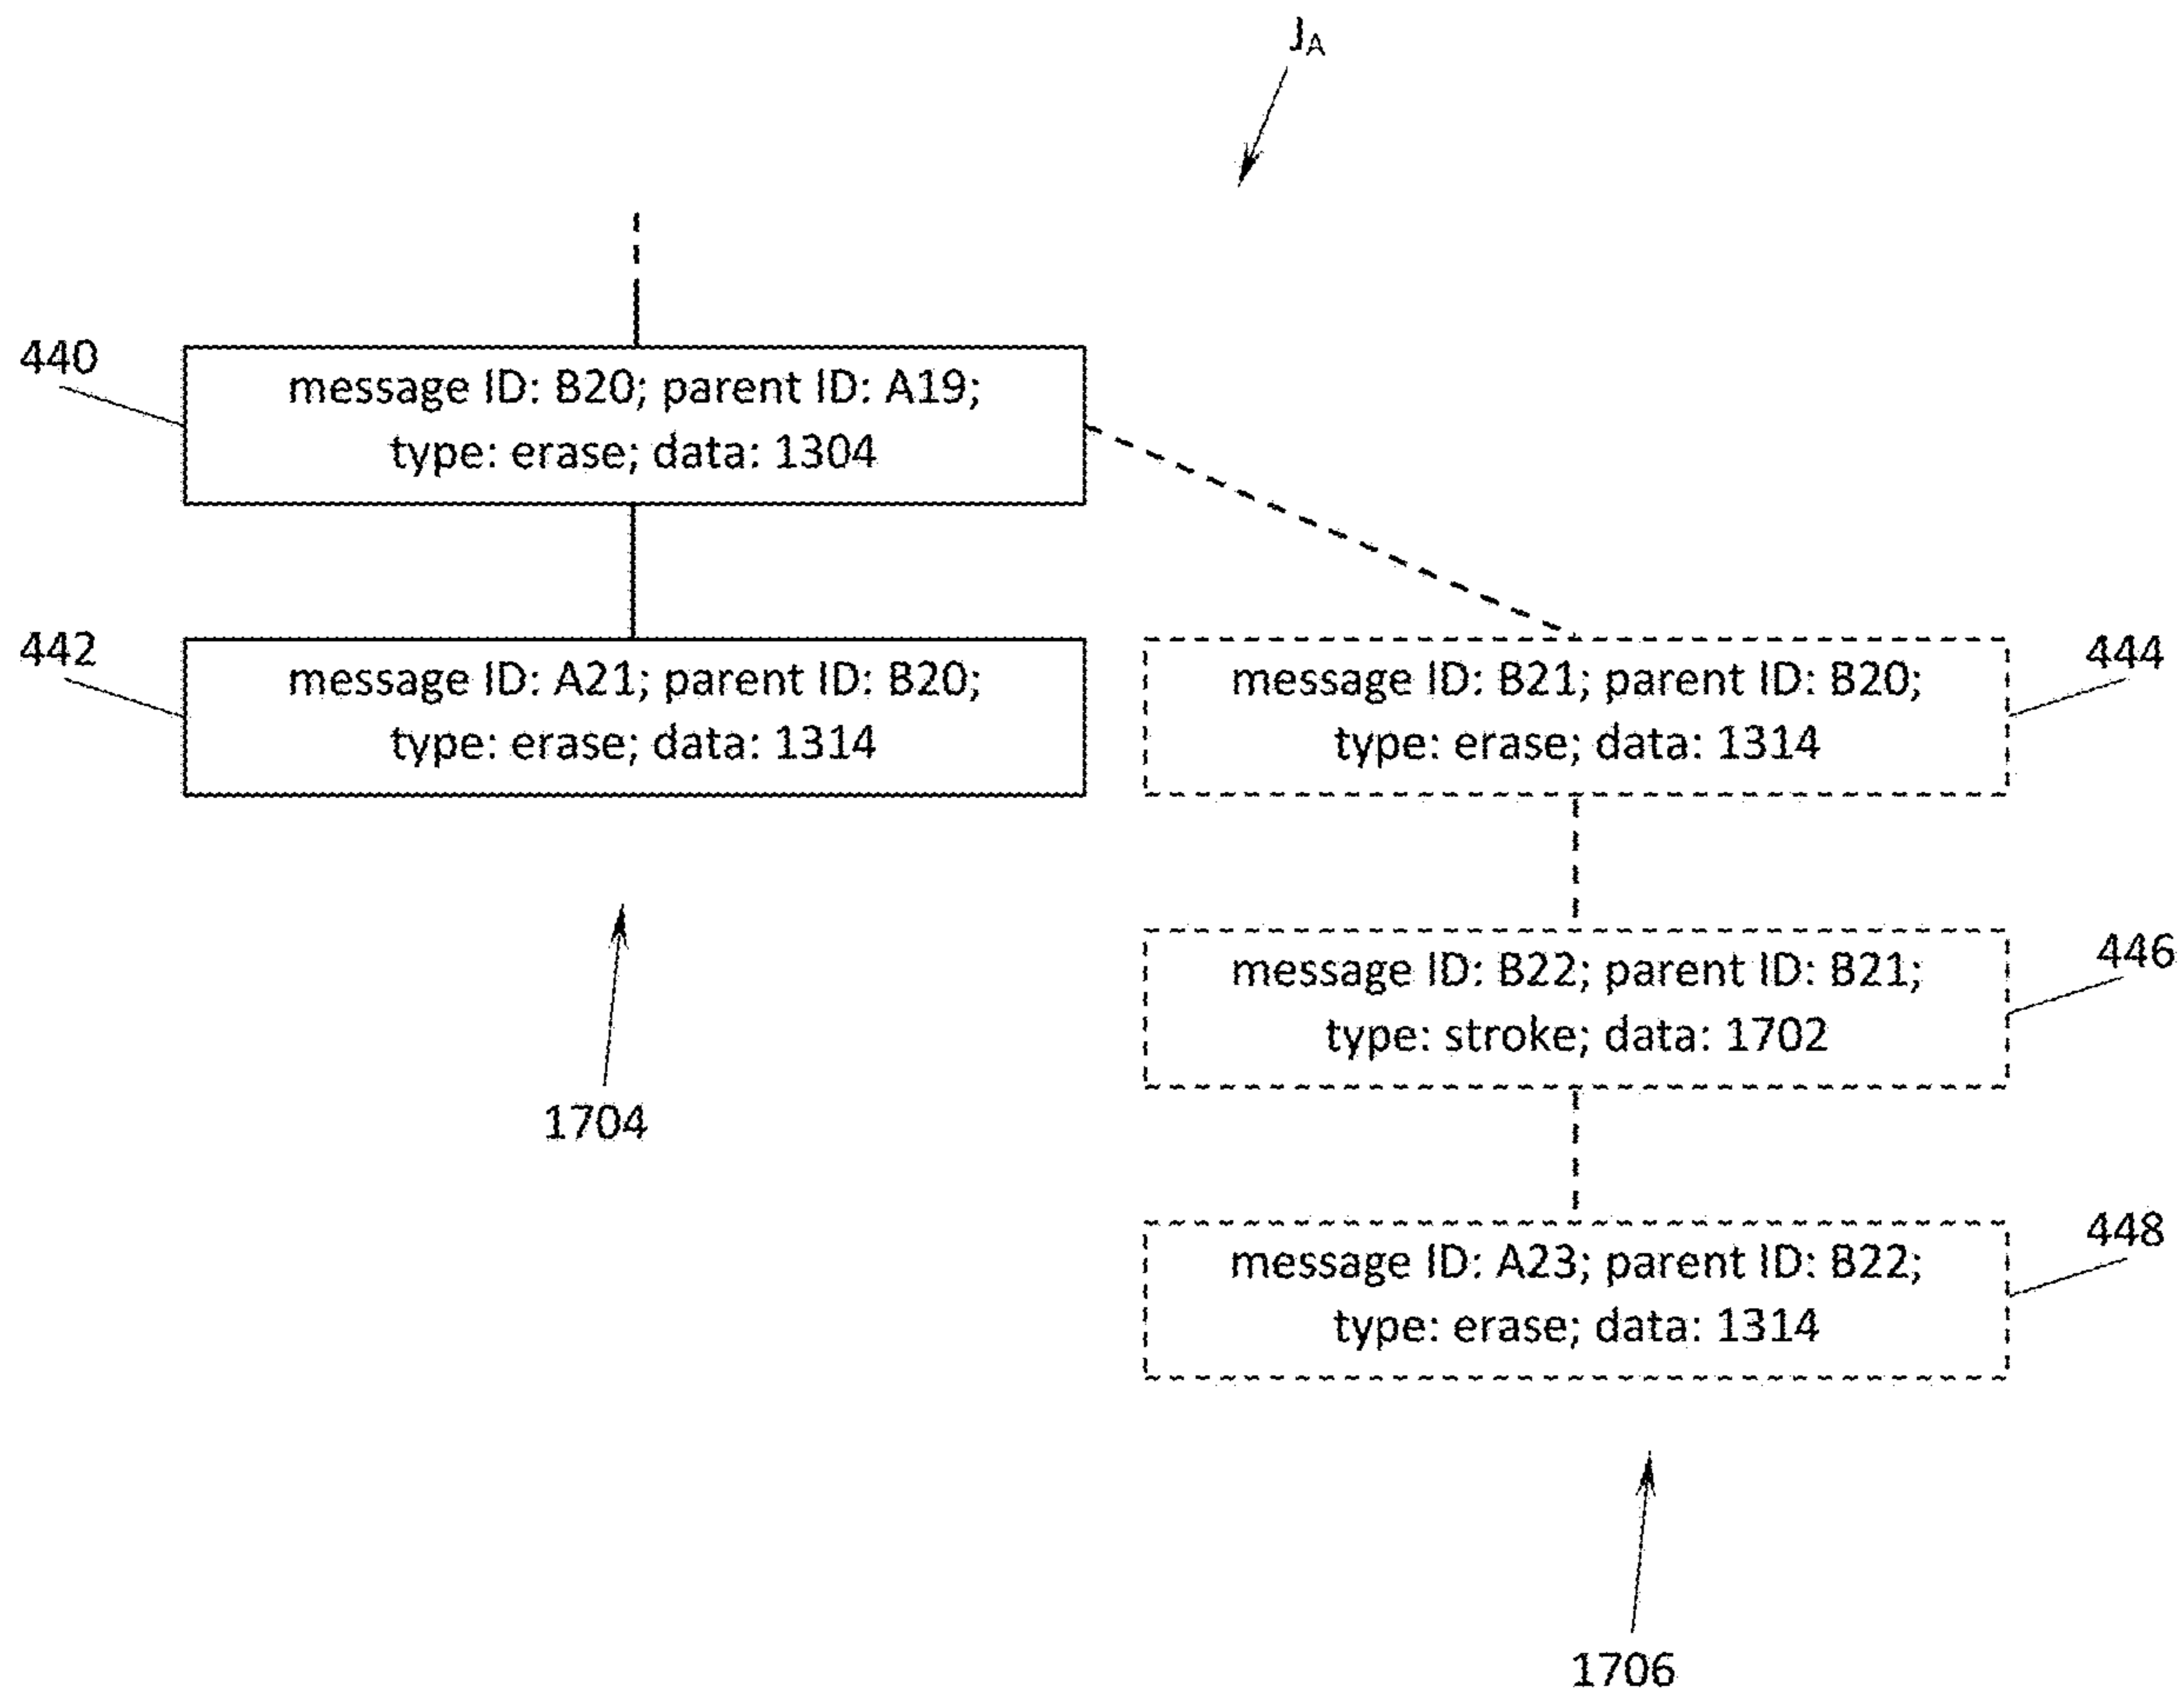 J_A
440
message ID: B20; parent ID: A19;
type: erase; data: 1304
442
message ID: A21; parent ID: B20;
type: erase; data: 1314
444
message ID: B21; parent ID: B20;
type: erase; data: 1314
446
message ID: B22; parent ID: B21;
type: stroke; data: 1702
1704
448
message ID: A23; parent ID: B22;
type: erase; data: 1314
1706